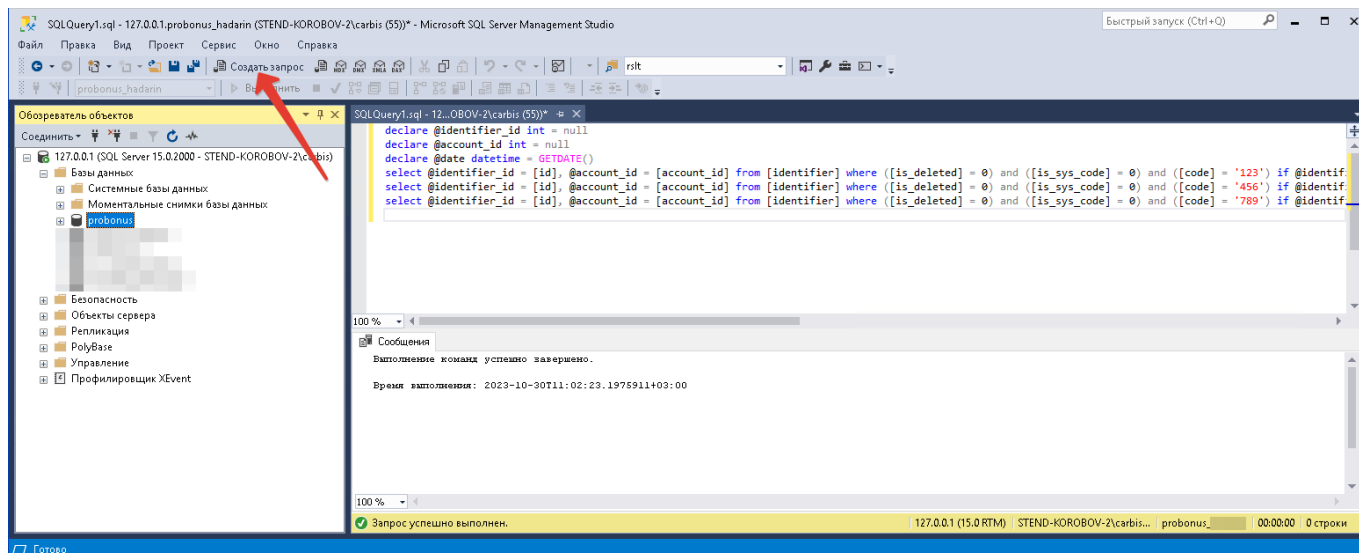 SQLQuery1.sql - 127.0.0.1.probonus_hadarin (STEND-KOROBOV-2\carbis (55))* - Microsoft SQL Server Management Studio
Быстрый запуск (Ctrl+Q)
Файл Правка Вид Проект Сервис Окно Справка
Создать запрос
MDX DMX XMLA DAX
rslt
probonus_hadarin
Обозреватель объектов
SQLQuery1.sql - 12...OBOV-2\carbis (55))*
Соединить
127.0.0.1 (SQL Server 15.0.2000 - STEND-KOROBOV-2\carbis)
Базы данных
Системные базы данных
Моментальные снимки базы данных
probonus
Безопасность
Объекты сервера
Репликация
PolyBase
Управление
Профилировщик XEvent
declare @identifier_id int = null
declare @account_id int = null
declare @date datetime = GETDATE()
select @identifier_id = [id], @account_id = [account_id] from [identifier] where ([is_deleted] = 0) and ([is_sys_code] = 0) and ([code] = '123') if @identif
select @identifier_id = [id], @account_id = [account_id] from [identifier] where ([is_deleted] = 0) and ([is_sys_code] = 0) and ([code] = '456') if @identif
select @identifier_id = [id], @account_id = [account_id] from [identifier] where ([is_deleted] = 0) and ([is_sys_code] = 0) and ([code] = '789') if @identif
100 %
Сообщения
Выполнение команд успешно завершено.
Время выполнения: 2023-10-30T11:02:23.1975911+03:00
100 %
Запрос успешно выполнен.
127.0.0.1 (15.0 RTM) STEND-KOROBOV-2\carbis... probonus_ 00:00:00 0 строки
Готово